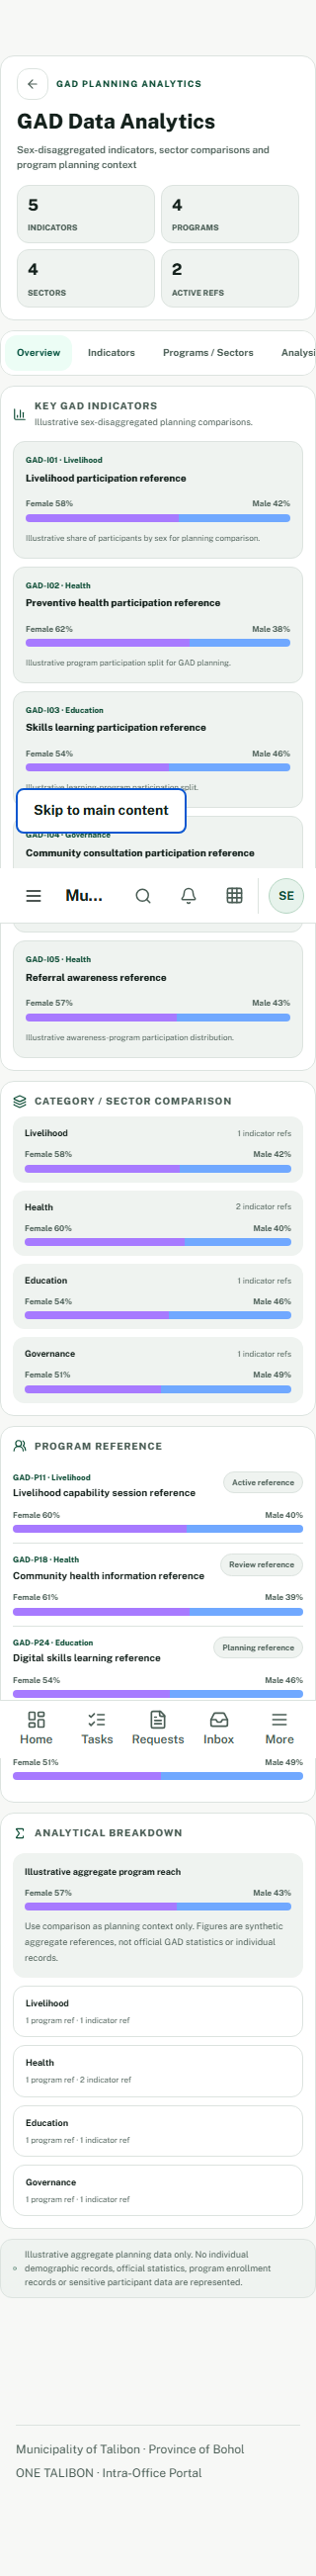 GAD PLANNING ANALYTICS
GAD Data Analytics
Sex-disaggregated indicators, sector comparisons and
program planning context
5
INDICATORS
4
PROGRAMS
4
SECTORS
2
ACTIVE REFS
Overview Indicators Programs / Sectors Analysi
KEY GAD INDICATORS
Illustrative sex-disaggregated planning comparisons.
GAD-I01 · Livelihood
Livelihood participation reference
Female 58% Male 42%
Illustrative share of participants by sex for planning comparison.
GAD-I02 · Health
Preventive health participation reference
Female 62% Male 38%
Illustrative program participation split for GAD planning.
GAD-I03 · Education
Skills learning participation reference
Female 54% Male 46%
Illustrative learning-program participation split.
Skip to main content
GAD-I04 · Governance
Community consultation participation reference
Mu... SE
GAD-I05 · Health
Referral awareness reference
Female 57% Male 43%
Illustrative awareness-program participation distribution.
CATEGORY / SECTOR COMPARISON
Livelihood 1 indicator refs
Female 58% Male 42%
Health 2 indicator refs
Female 60% Male 40%
Education 1 indicator refs
Female 54% Male 46%
Governance 1 indicator refs
Female 51% Male 49%
PROGRAM REFERENCE
GAD-P11 · Livelihood
Livelihood capability session reference
Active reference
Female 60% Male 40%
GAD-P18 · Health
Community health information reference
Review reference
Female 61% Male 39%
GAD-P24 · Education
Digital skills learning reference
Planning reference
Female 54% Male 46%
Home Tasks Requests Inbox More
Female 51% Male 49%
ANALYTICAL BREAKDOWN
Illustrative aggregate program reach
Female 57% Male 43%
Use comparison as planning context only. Figures are synthetic
aggregate references, not official GAD statistics or individual
records.
Livelihood
1 program ref · 1 indicator ref
Health
1 program ref · 2 indicator ref
Education
1 program ref · 1 indicator ref
Governance
1 program ref · 1 indicator ref
Illustrative aggregate planning data only. No individual
demographic records, official statistics, program enrollment
records or sensitive participant data are represented.
Municipality of Talibon · Province of Bohol
ONE TALIBON · Intra-Office Portal